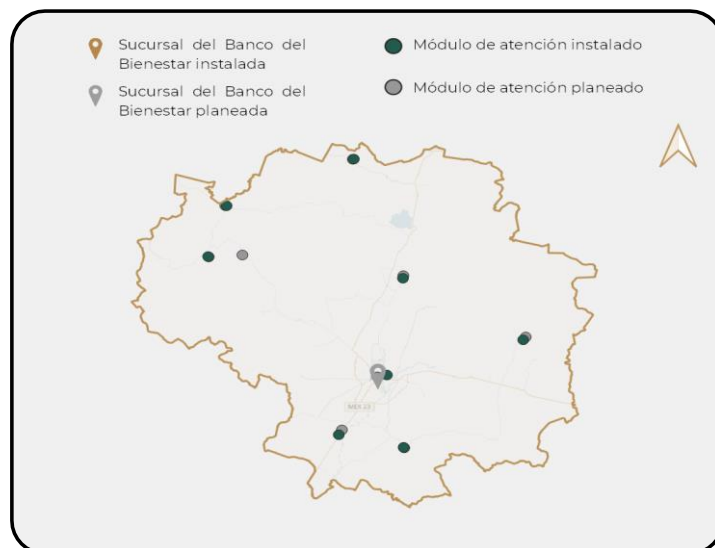 Sucursal del Banco del
Bienestar instalada
Sucursal del Banco del
Bienestar planeada
Módulo de atención instalado
Módulo de atención planeado
MEX 23